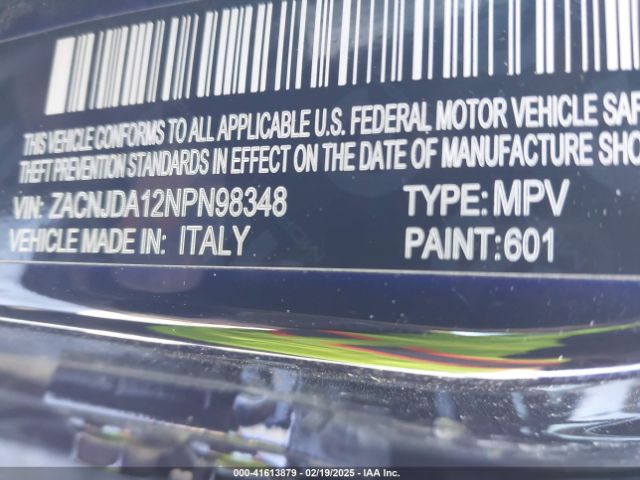 THIS VEHICLE CONFORMS TO ALL APPLICABLE U.S. FEDERAL MOTOR VEHICLE SAF
THEFT PREVENTION STANDARDS IN EFFECT ON THE DATE OF MANUFACTURE SHO
VIN: ZACNJDA12NPN98348 TYPE: MPV
VEHICLE MADE IN: ITALY PAINT: 601
000-41613879 - 02/19/2025 - IAA Inc.